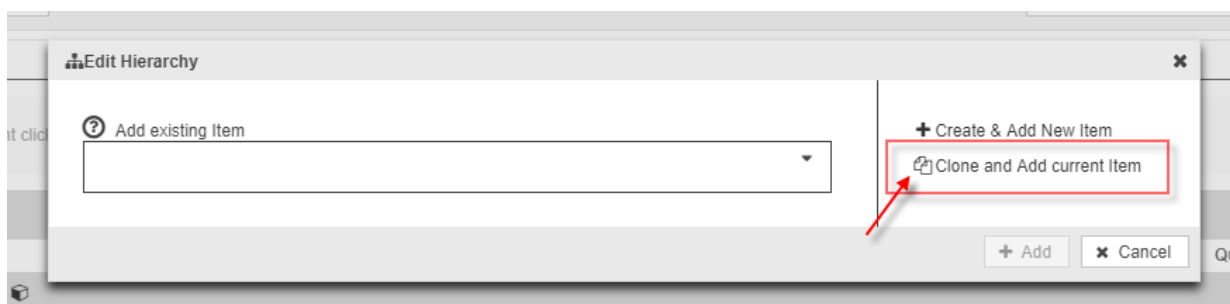 Edit Hierarchy
Add existing Item
+ Create & Add New Item
Clone and Add current Item
+ Add
× Cancel